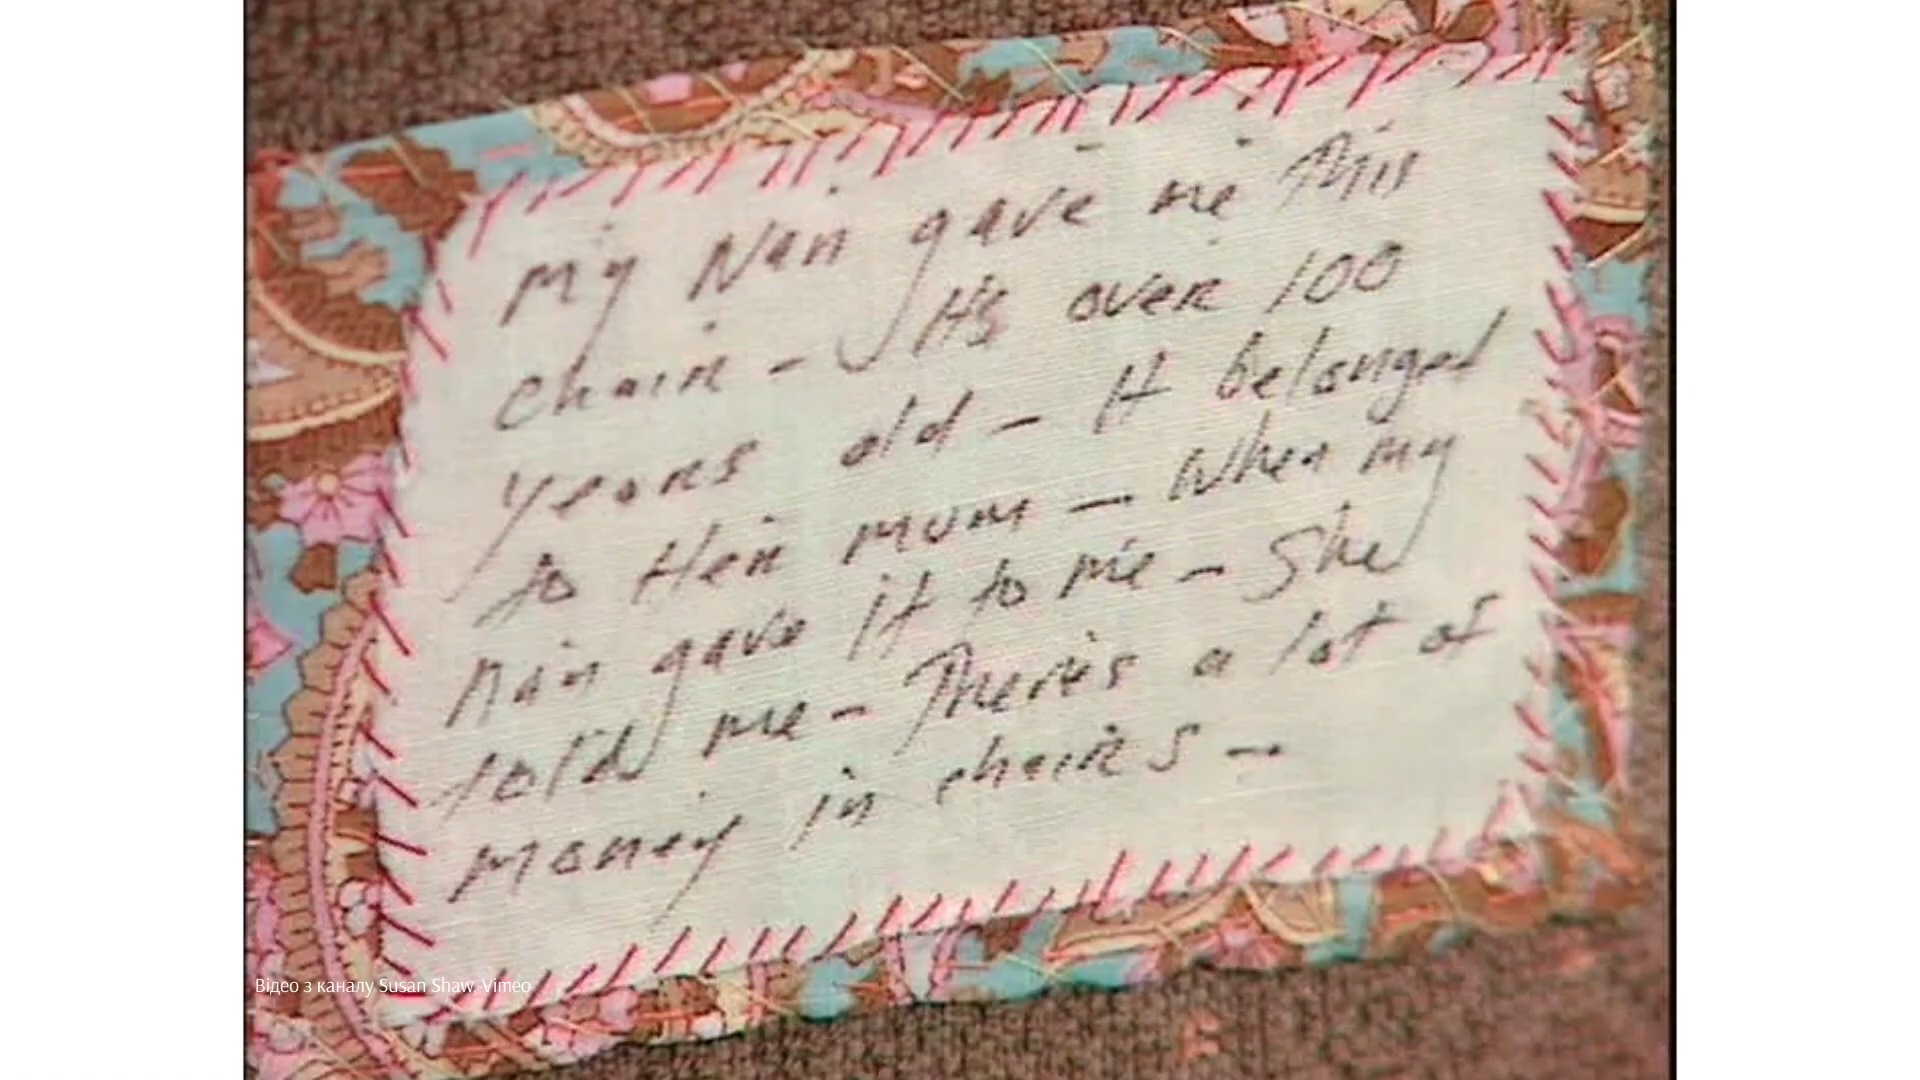 my Nan gave me This
chair - It's over 100
years old - It belonged
to Her mum - When my
nan gave it to me - She
told me - There's a lot of
money in chairs -
Відео з каналу Susan Shaw. Vimeo